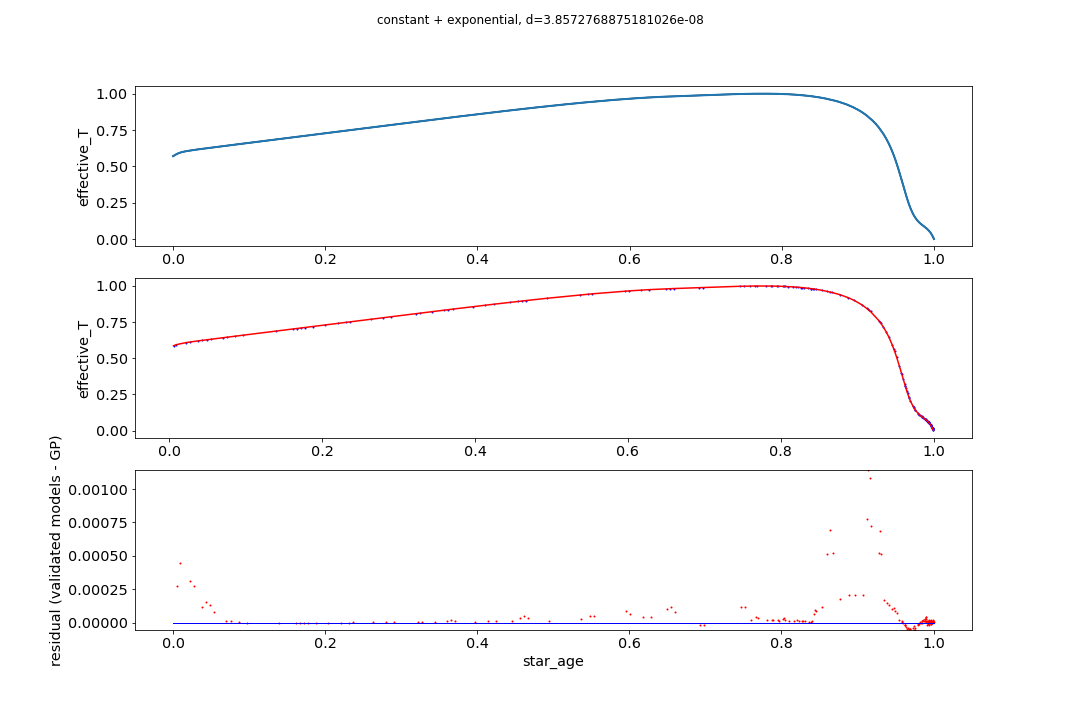 constant + exponential, d=3.8572768875181026e-08
effective_T
1.00
0.75
0.50
0.25
0.00
0.0 0.2 0.4 0.6 0.8 1.0
effective_T
1.00
0.75
0.50
0.25
0.00
0.0 0.2 0.4 0.6 0.8 1.0
residual (validated models - GP)
0.00100
0.00075
0.00050
0.00025
0.00000
0.0 0.2 0.4 0.6 0.8 1.0
star_age